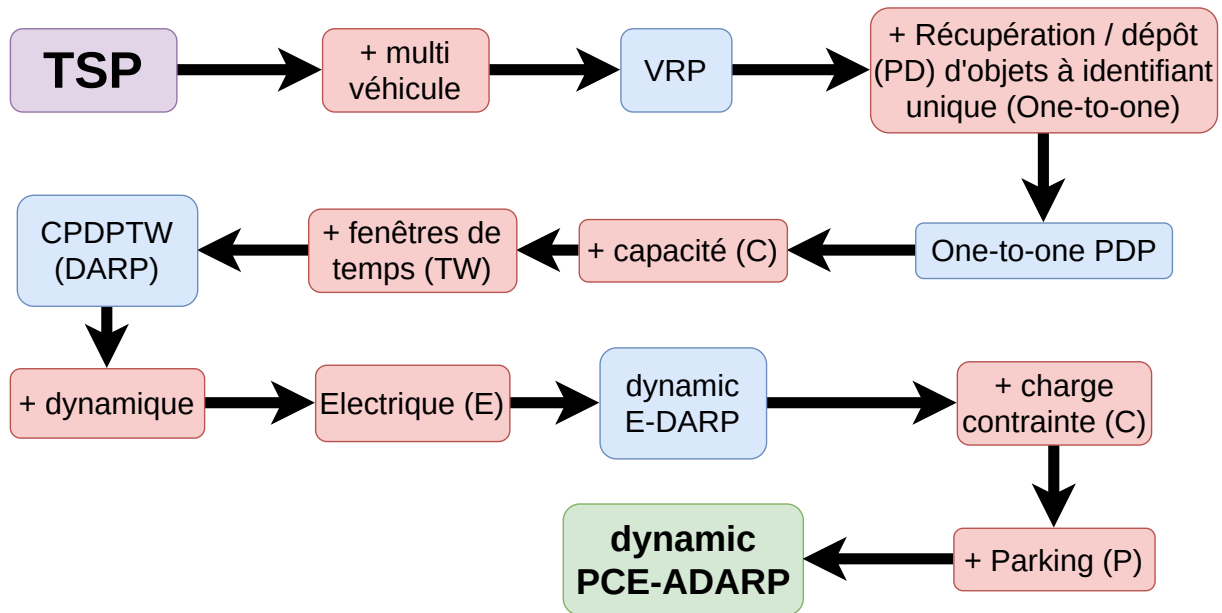 TSP
+ multi
véhicule
VRP
+ Récupération / dépôt
(PD) d'objets à identifiant
unique (One-to-one)
One-to-one PDP
+ capacité (C)
+ fenêtres de
temps (TW)
CPDPTW
(DARP)
+ dynamique
Electrique (E)
dynamic
E-DARP
+ charge
contrainte (C)
+ Parking (P)
dynamic
PCE-ADARP